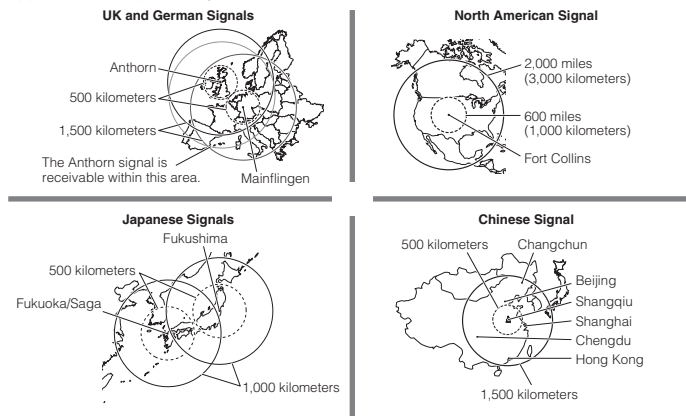 UK and German Signals
Anthorn
500 kilometers
1,500 kilometers
The Anthorn signal is
receivable within this area.
Mainflingen
North American Signal
2,000 miles
(3,000 kilometers)
600 miles
(1,000 kilometers)
Fort Collins
Japanese Signals
Fukushima
500 kilometers
Fukuoka/Saga
1,000 kilometers
Chinese Signal
500 kilometers
Changchun
Beijing
Shangqiu
Shanghai
Chengdu
Hong Kong
1,500 kilometers